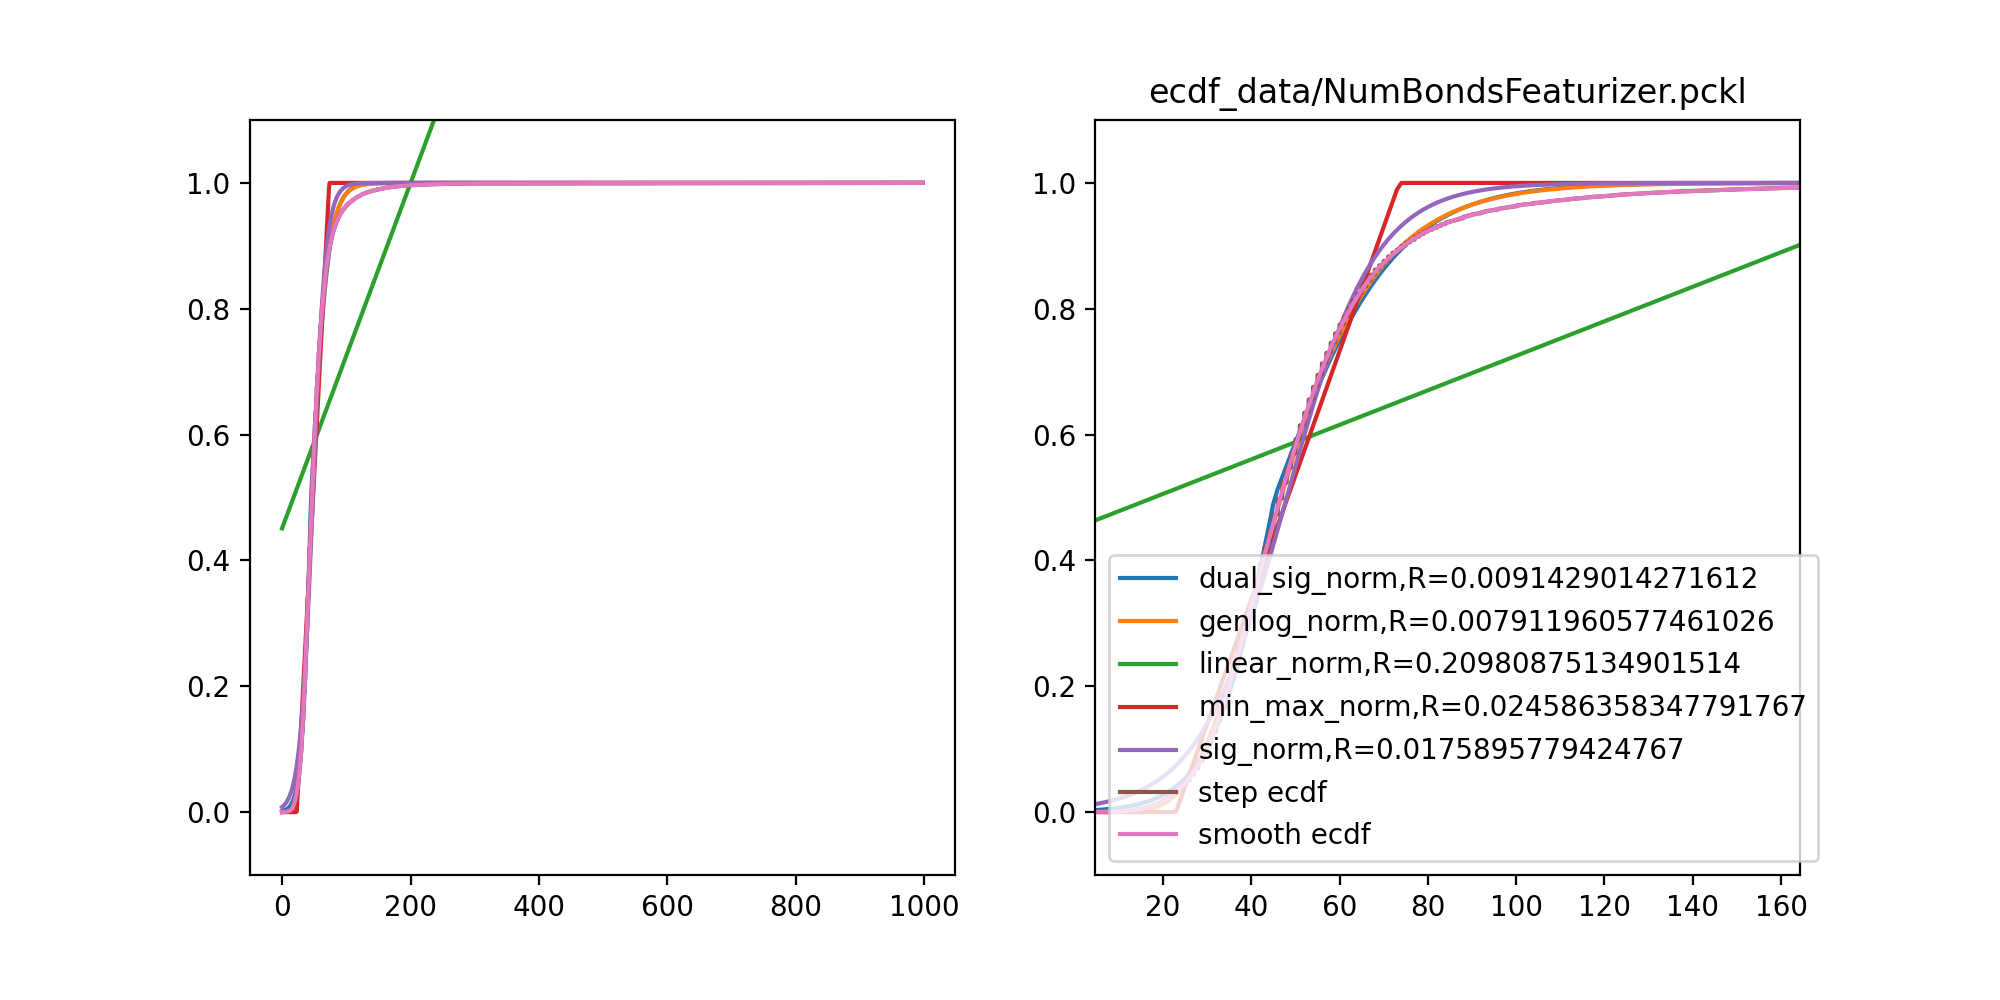 ecdf_data/NumBondsFeaturizer.pckl
1.0
0.8
0.6
0.4
0.2
0.0
0 200 400 600 800 1000
1.0
0.8
0.6
0.4
0.2
0.0
20 40 60 80 100 120 140 160
dual_sig_norm,R=0.0091429014271612
genlog_norm,R=0.007911960577461026
linear_norm,R=0.20980875134901514
min_max_norm,R=0.024586358347791767
sig_norm,R=0.0175895779424767
step ecdf
smooth ecdf